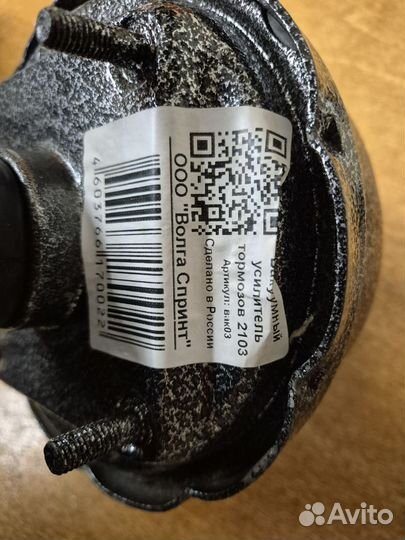 Вакуумный
усилитель
тормозов 2103
Артикул: вак03
Сделано в России
ООО "Волга Спринт"
4603766170022
Avito